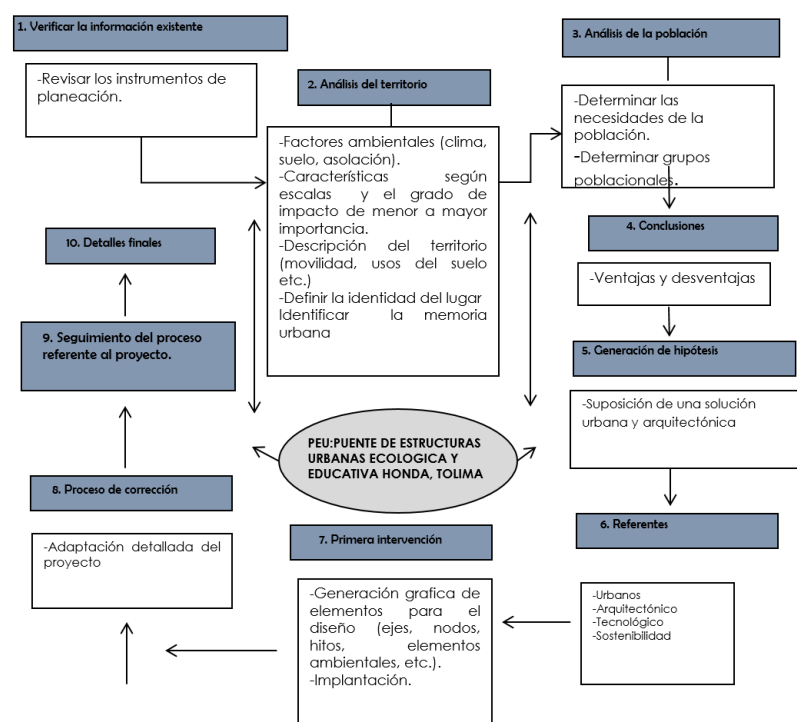 1. Verificar la información existente
-Revisar los instrumentos de
planeación.
2. Análisis del territorio
-Factores ambientales (clima,
suelo, asolación).
-Características según
escalas y el grado de
impacto de menor a mayor
importancia.
-Descripción del territorio
(movilidad, usos del suelo
etc.)
-Definir la identidad del lugar
Identificar la memoria
urbana
3. Análisis de la población
-Determinar las
necesidades de la
población.
-Determinar grupos
poblacionales.
4. Conclusiones
-Ventajas y desventajas
5. Generación de hipótesis
-Suposición de una solución
urbana y arquitectónica
6. Referentes
-Urbanos
-Arquitectónico
-Tecnológico
-Sostenibilidad
7. Primera intervención
-Generación grafica de
elementos para el
diseño (ejes, nodos,
hitos, elementos
ambientales, etc.).
-Implantación.
8. Proceso de corrección
-Adaptación detallada del
proyecto
9. Seguimiento del proceso
referente al proyecto.
10. Detalles finales
PEU:PUENTE DE ESTRUCTURAS
URBANAS ECOLOGICA Y
EDUCATIVA HONDA, TOLIMA